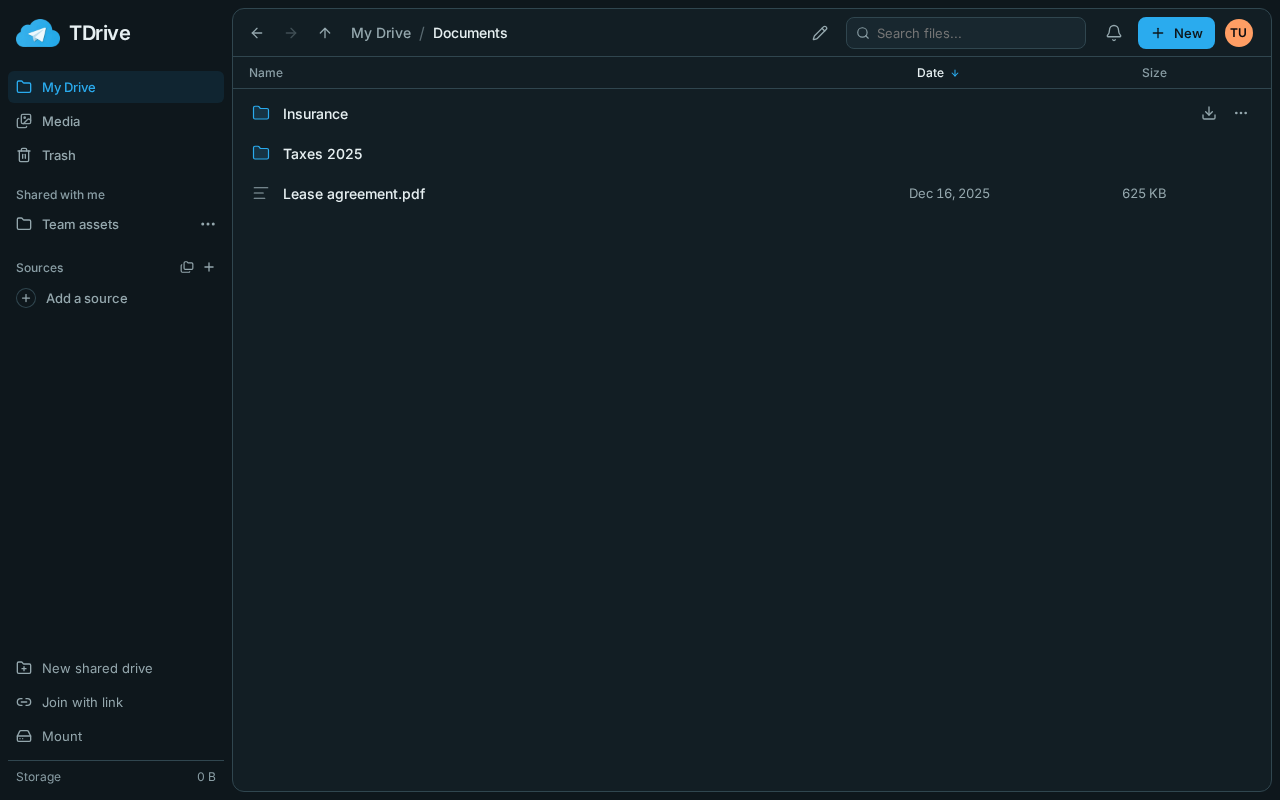 TDrive
My Drive / Documents
Search files...
New
TU
My Drive
Media
Trash
Shared with me
Team assets
Sources
Add a source
New shared drive
Join with link
Mount
Storage 0 B
Name Date Size
Insurance
Taxes 2025
Lease agreement.pdf Dec 16, 2025 625 KB